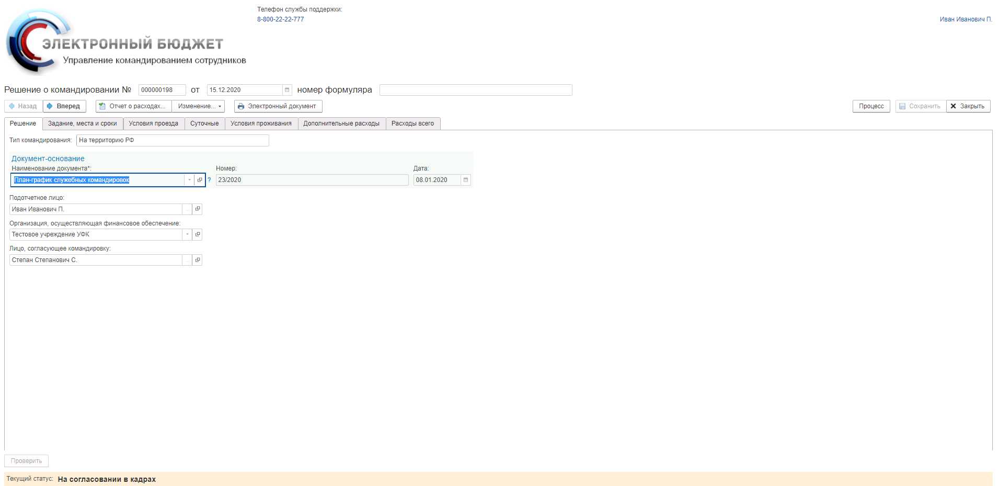 Телефон службы поддержки:
8-800-22-22-777
Иван Иванович П.
ЭЛЕКТРОННЫЙ БЮДЖЕТ
Управление командированием сотрудников
Решение о командировании № 000000198 от 15.12.2020 номер формуляра
Назад Вперед Отчет о расходах... Изменение... Электронный документ Процесс Сохранить Закрыть
Решение Задание, места и сроки Условия проезда Суточные Условия проживания Дополнительные расходы Расходы всего
Тип командирования: На территорию РФ
Документ-основание
Наименование документа*: Номер: Дата:
План-график служебных командировок ? 23/2020 08.01.2020
Подотчетное лицо:
Иван Иванович П. ...
Организация, осуществляющая финансовое обеспечение:
Тестовое учреждение УФК
Лицо, согласующее командировку:
Степан Степанович С. ...
Проверить
Текущий статус: На согласовании в кадрах